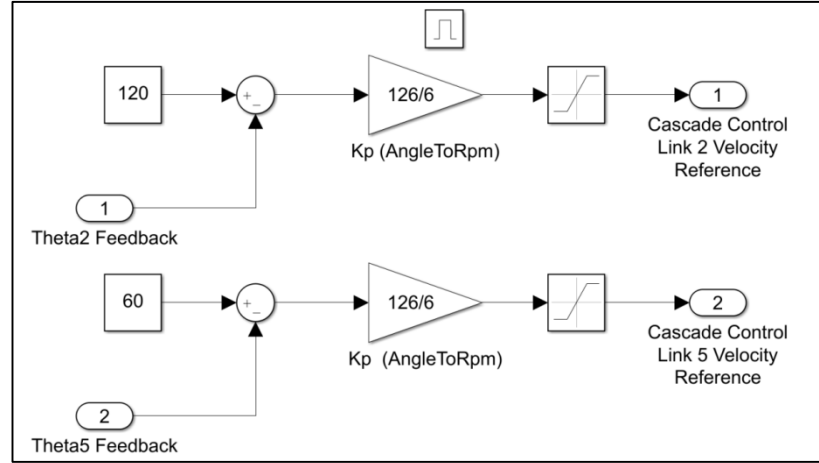 120
+
_
126/6
Kp (AngleToRpm)
1
Cascade Control
Link 2 Velocity
Reference
1
Theta2 Feedback
60
+
_
126/6
Kp (AngleToRpm)
2
Cascade Control
Link 5 Velocity
Reference
2
Theta5 Feedback